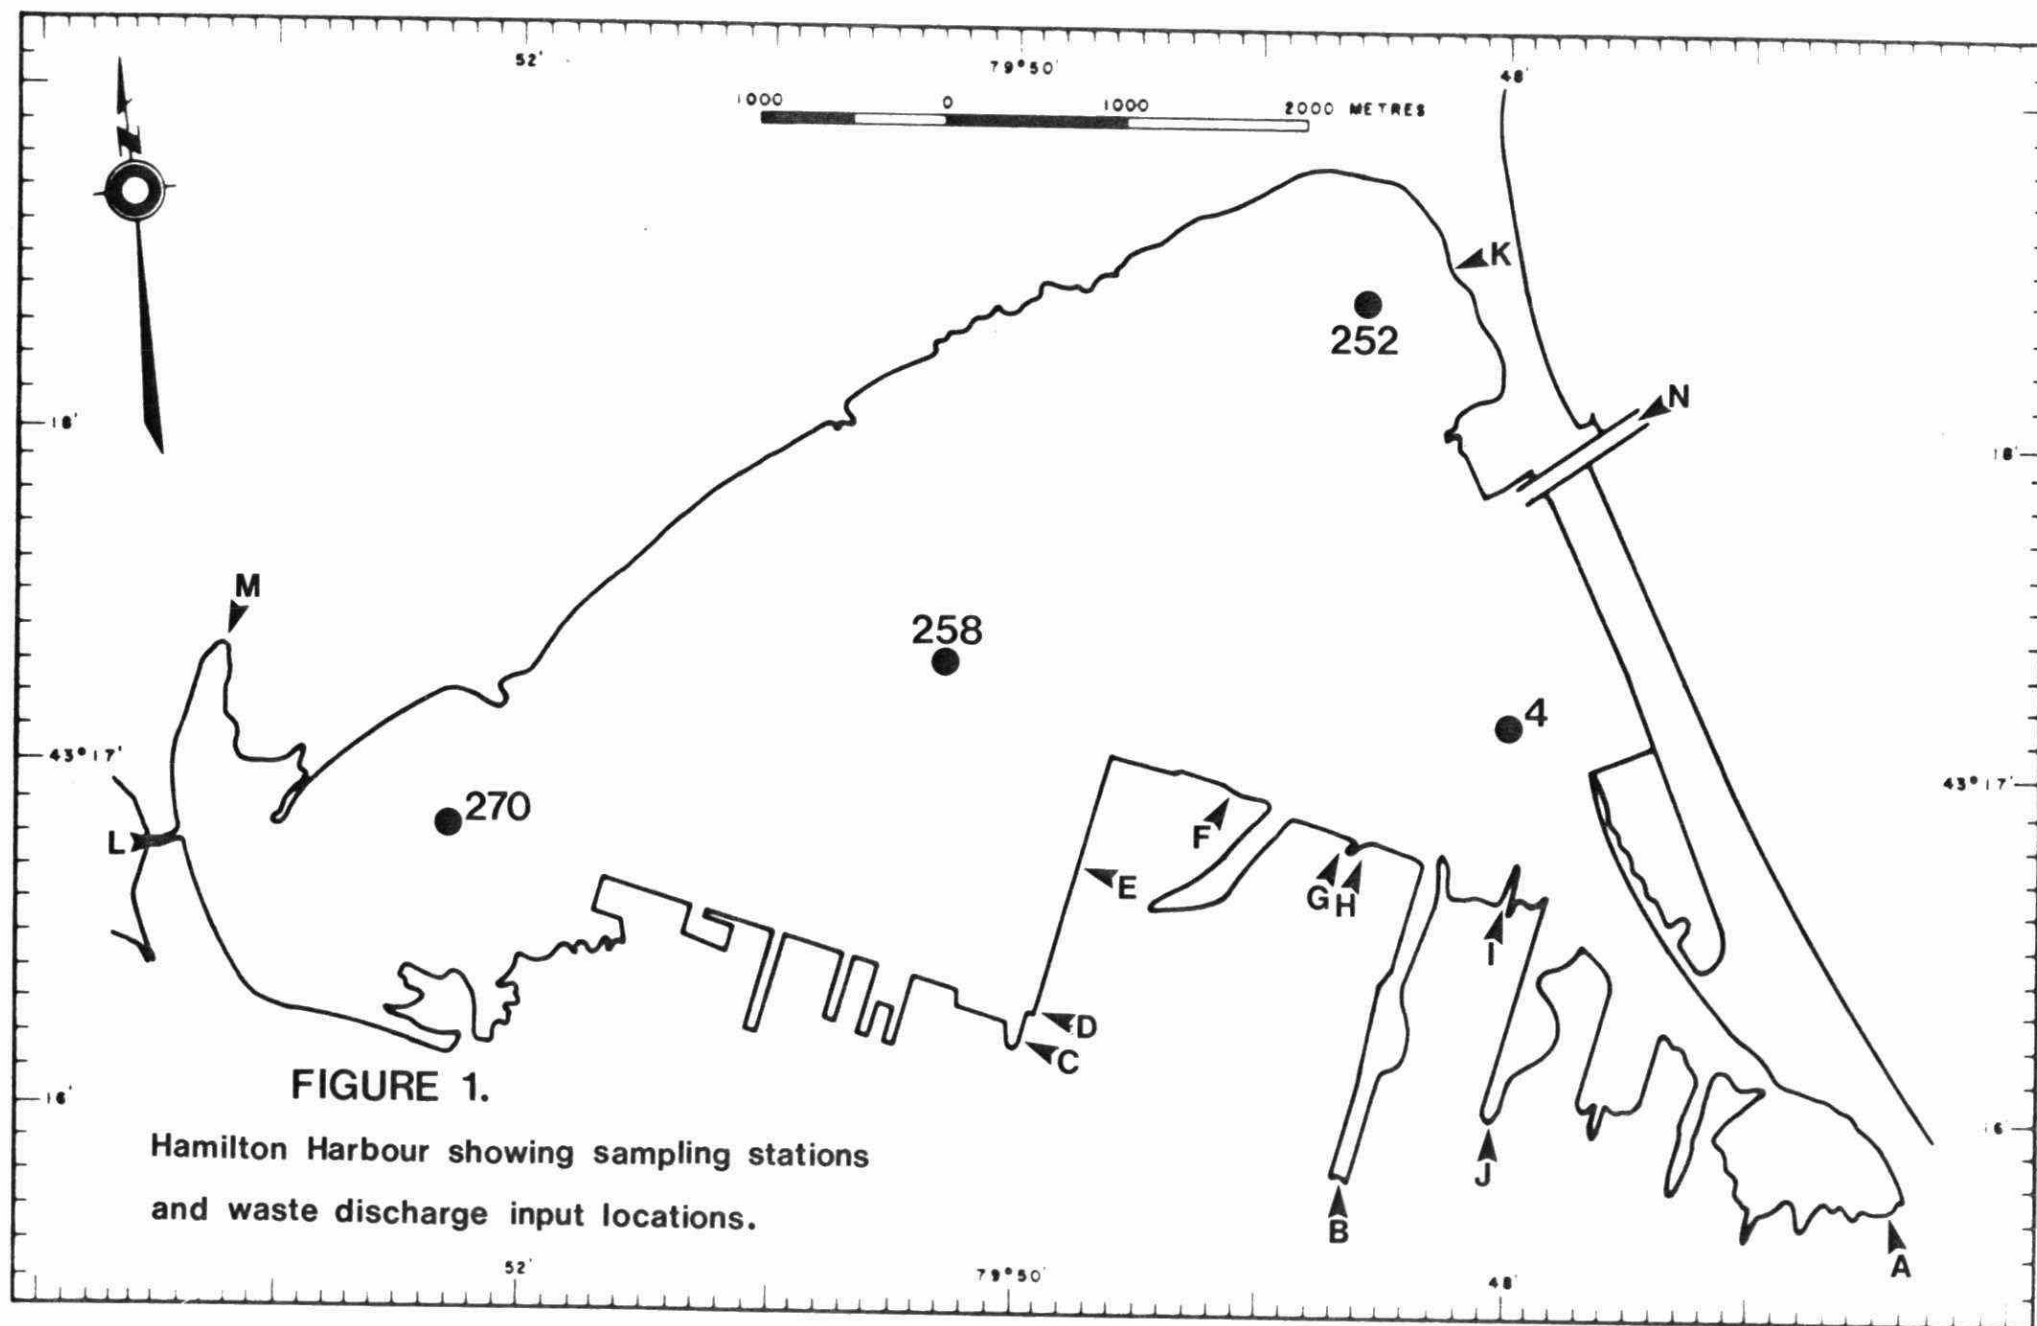 52'
79°50'
48'
1000 0 1000 2000 METRES
N
K
252
N
18'
18'
M
258
4
43°17'
43°17'
270
L
F
E
G H
I
D
C
FIGURE 1.
16'
16'
Hamilton Harbour showing sampling stations
J
and waste discharge input locations.
B
A
52'
79°50'
48'